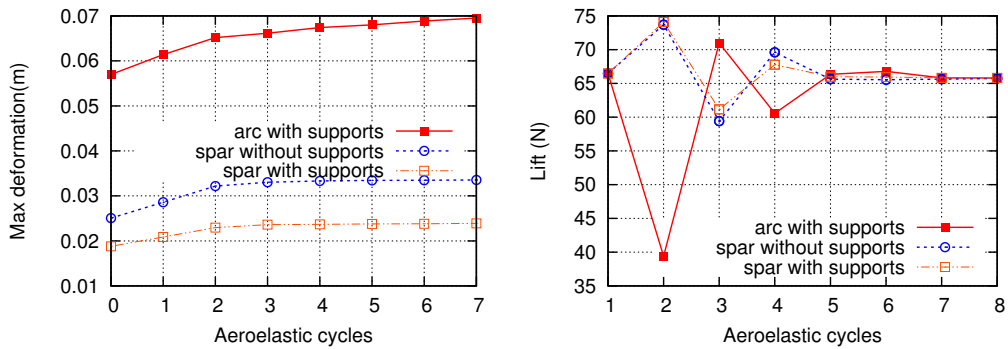 Max deformation(m)
0.07
0.06
0.05
0.04
0.03
0.02
0.01
arc with supports
spar without supports
spar with supports
0 1 2 3 4 5 6 7
Aeroelastic cycles
Lift (N)
75
70
65
60
55
50
45
40
35
arc with supports
spar without supports
spar with supports
1 2 3 4 5 6 7 8
Aeroelastic cycles